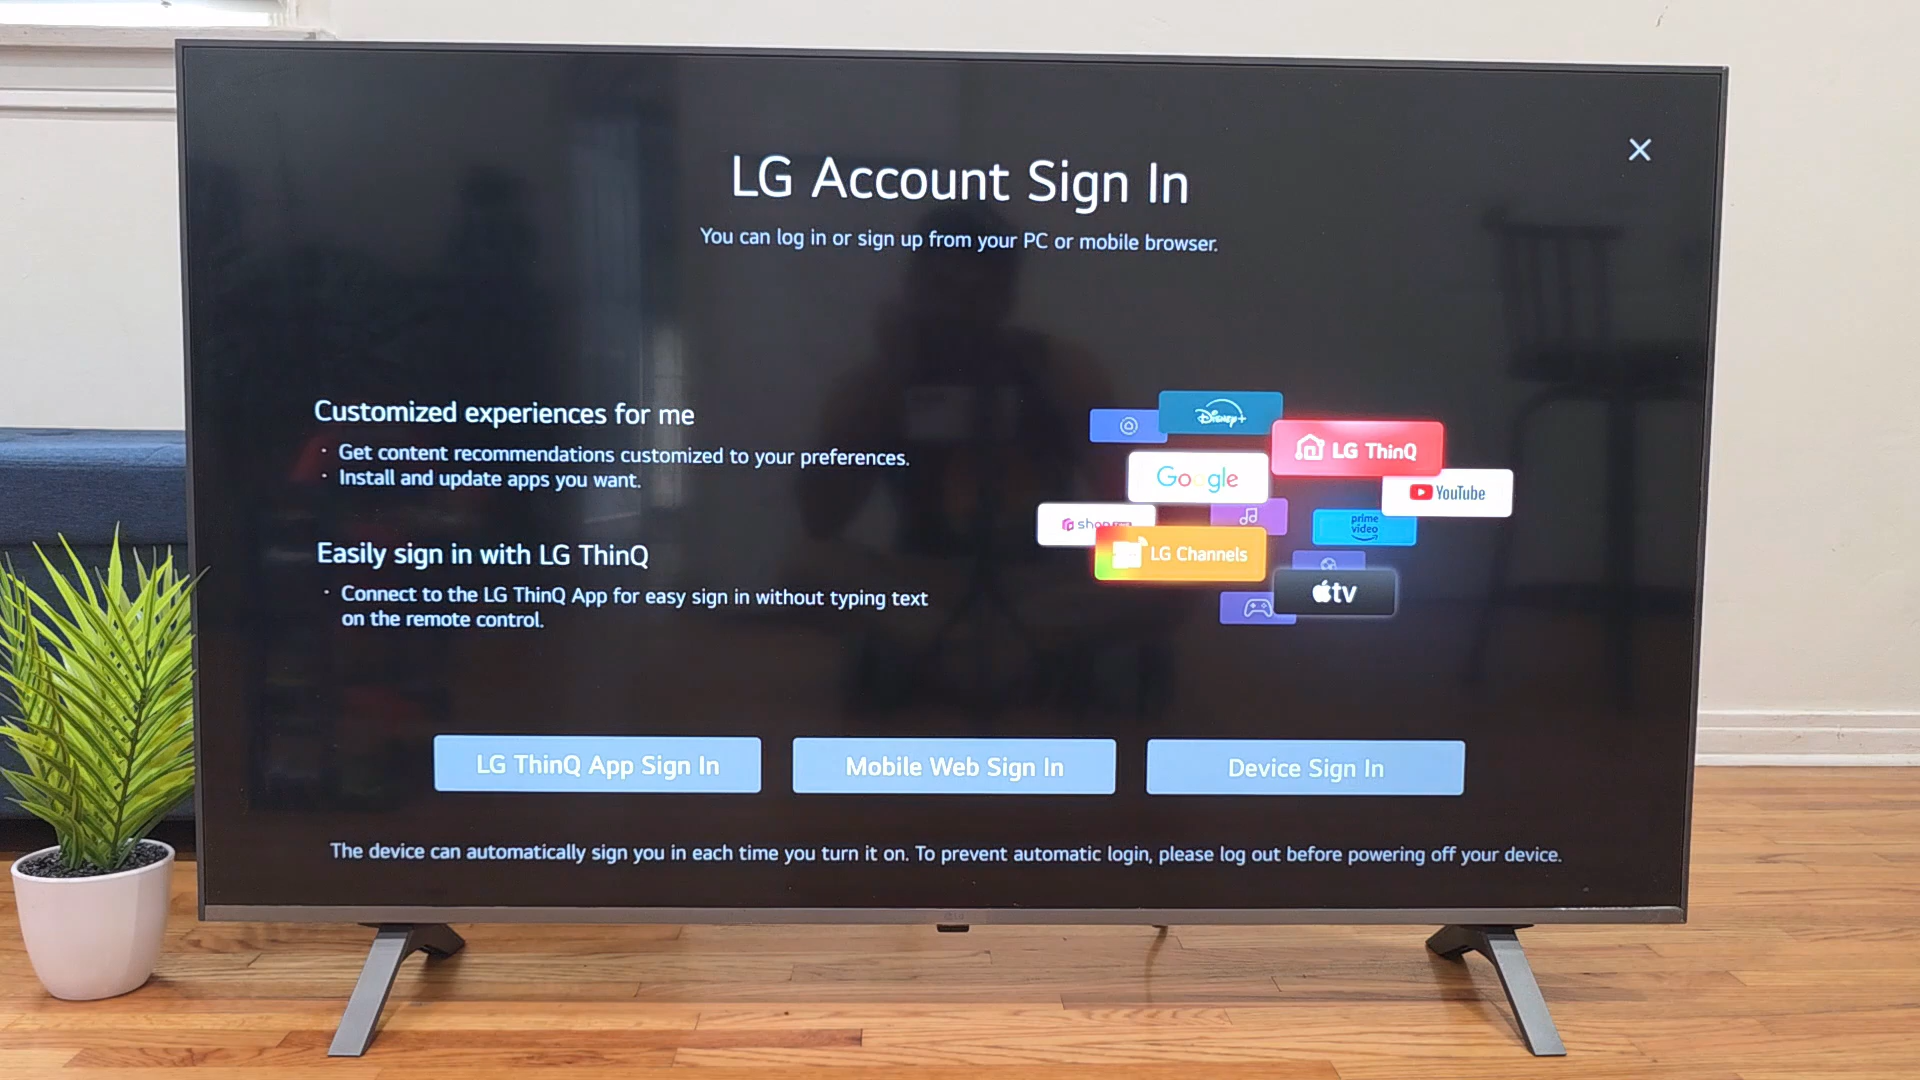 LG Account Sign In
You can log in or sign up from your PC or mobile browser.
Customized experiences for me
· Get content recommendations customized to your preferences.
· Install and update apps you want.
Easily sign in with LG ThinQ
· Connect to the LG ThinQ App for easy sign in without typing text
on the remote control.
Disney+
LG ThinQ
Google
YouTube
shop
prime
video
LG Channels
tv
LG ThinQ App Sign In
Mobile Web Sign In
Device Sign In
The device can automatically sign you in each time you turn it on. To prevent automatic login, please log out before powering off your device.
LG